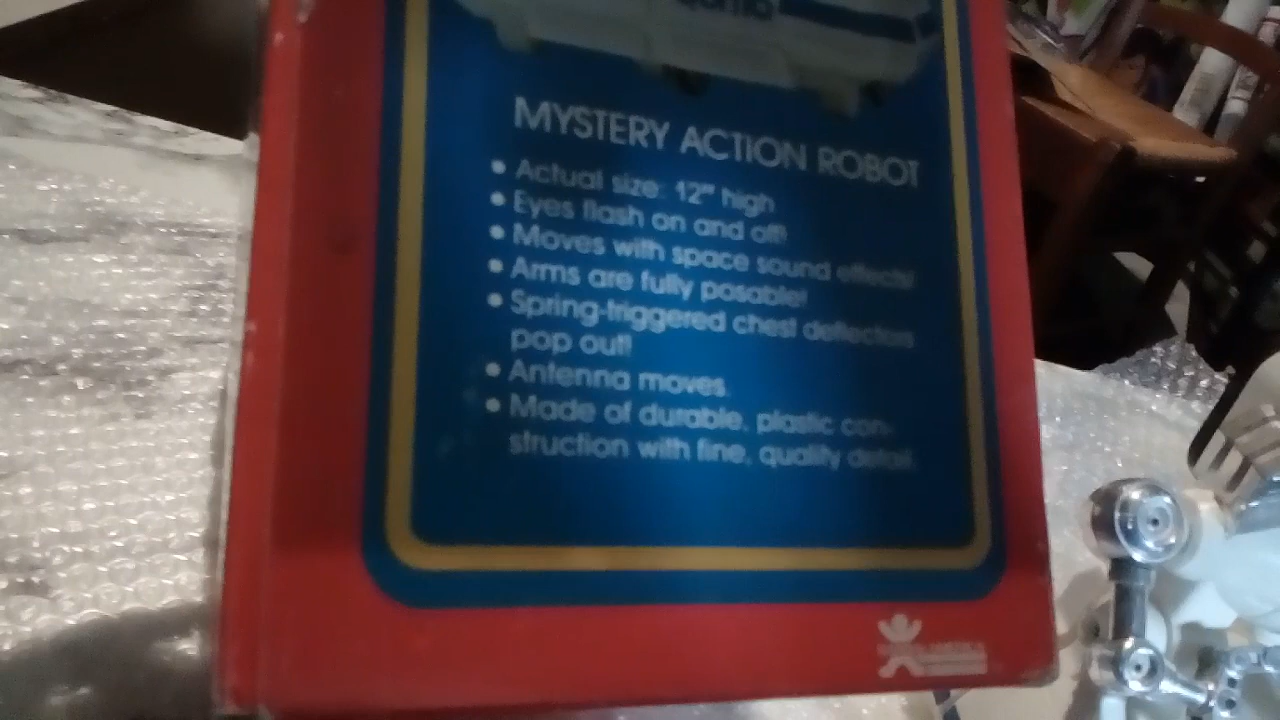 MYSTERY ACTION ROBOT
• Actual size: 12" high
• Eyes flash on and off!
• Moves with space sound effects!
• Arms are fully posable!
• Spring-triggered chest deflectors
pop out!
• Antenna moves.
• Made of durable, plastic con-
struction with fine, quality detail.